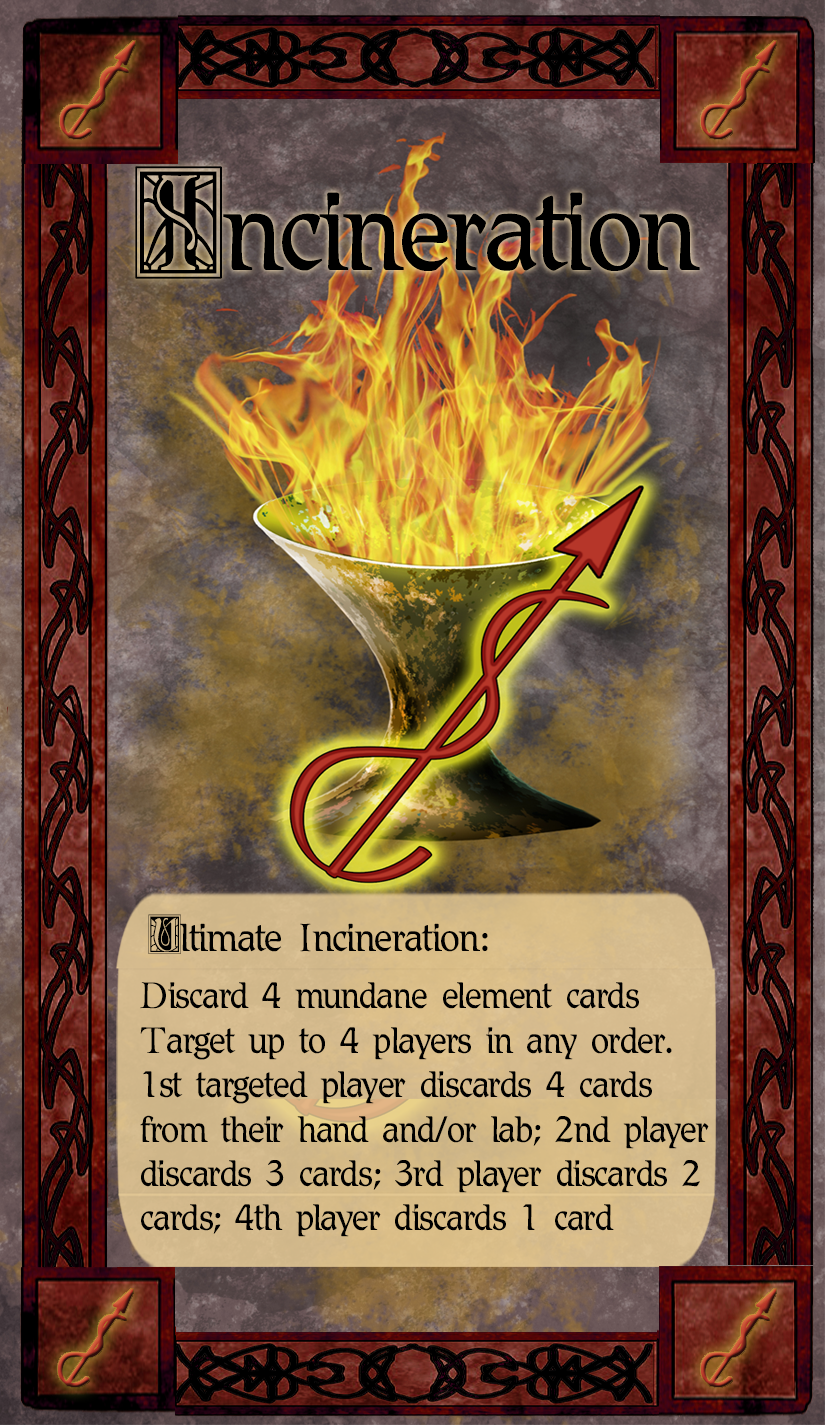 Incineration
Ultimate Incineration:
Discard 4 mundane element cards
Target up to 4 players in any order.
1st targeted player discards 4 cards
from their hand and/or lab; 2nd player
discards 3 cards; 3rd player discards 2
cards; 4th player discards 1 card